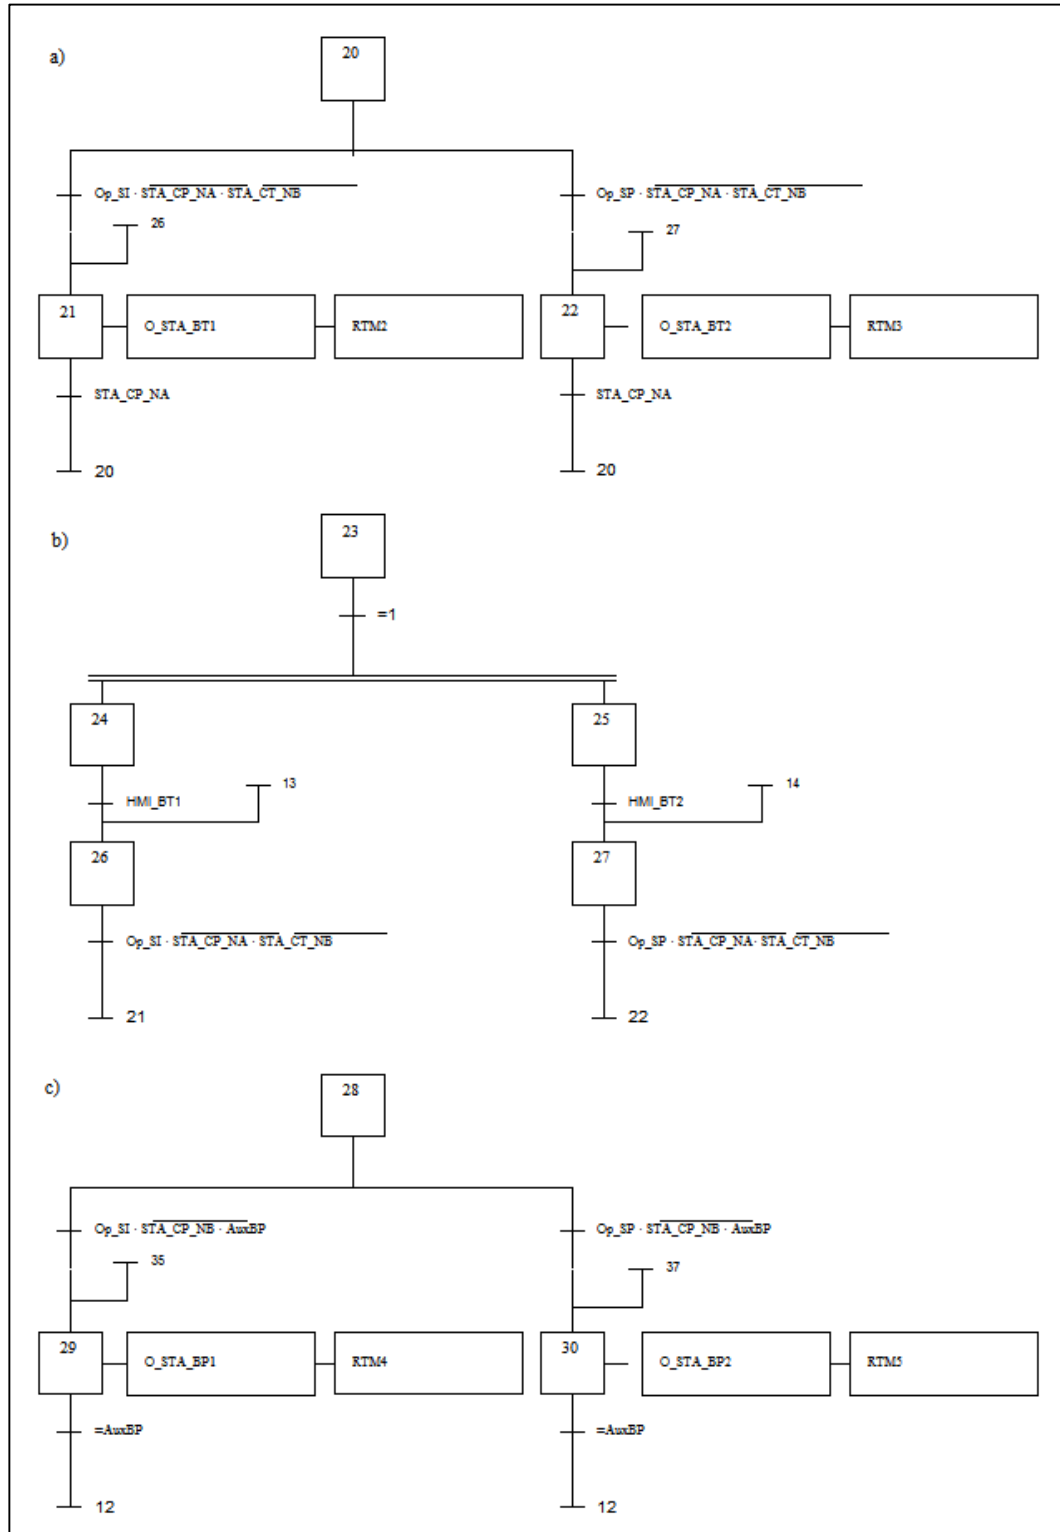 a)
20
Op_SI · STA_CP_NA · STA_CT_NB
Op_SP · STA_CP_NA · STA_CT_NB
26
27
21
O_STA_BT1
RTM2
22
O_STA_BT2
RTM3
STA_CP_NA
STA_CP_NA
20
20
b)
23
=1
24
25
13
14
HMI_BT1
HMI_BT2
26
27
Op_SI · STA_CP_NA · STA_CT_NB
Op_SP · STA_CP_NA · STA_CT_NB
21
22
c)
28
Op_SI · STA_CP_NB · AuxBP
Op_SP · STA_CP_NB · AuxBP
35
37
29
O_STA_BP1
RTM4
30
O_STA_BP2
RTM5
=AuxBP
=AuxBP
12
12